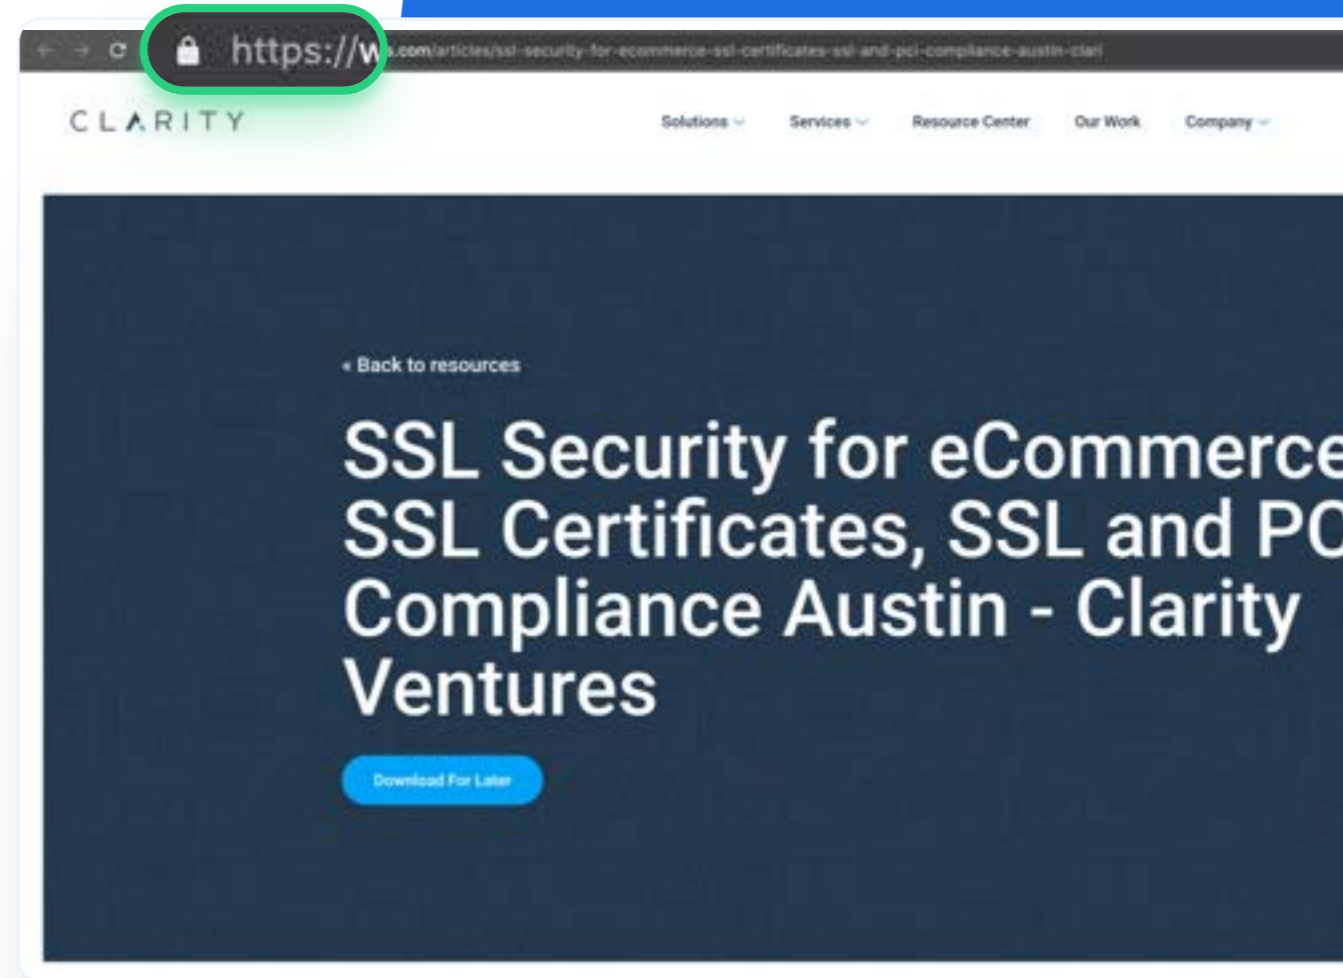 https://w s.com/articles/ssl-security-for-ecommerce-ssl-certificates-ssl-and-pci-compliance-austin-clari
CLARITY
Solutions Services Resource Center Our Work Company
« Back to resources
SSL Security for eCommerce
SSL Certificates, SSL and PC
Compliance Austin - Clarity
Ventures
Download For Later